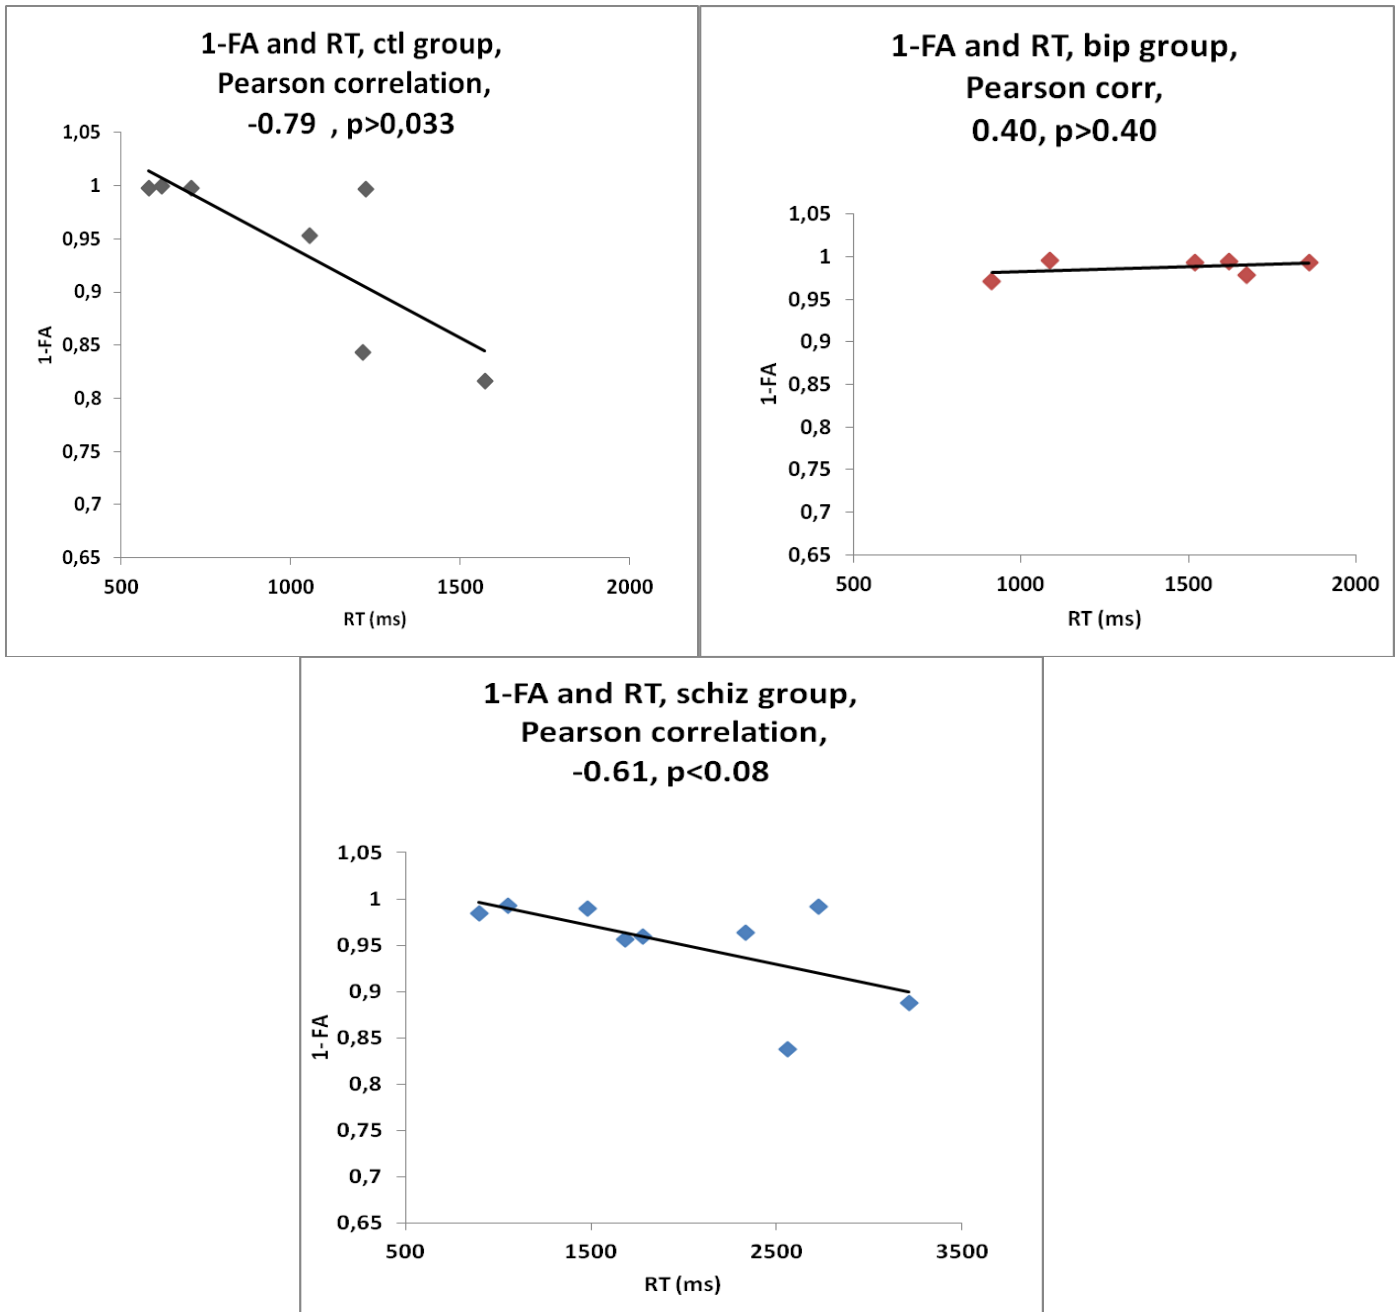 1-FA and RT, ctl group,
Pearson correlation,
-0.79 , p>0,033
1,05
1
0,95
0,9
0,85
0,8
0,75
0,7
0,65
1-FA
500 1000 1500 2000
RT (ms)
1-FA and RT, bip group,
Pearson corr,
0.40, p>0.40
1,05
1
0,95
0,9
0,85
0,8
0,75
0,7
0,65
1-FA
500 1000 1500 2000
RT (ms)
1-FA and RT, schiz group,
Pearson correlation,
-0.61, p<0.08
1,05
1
0,95
0,9
0,85
0,8
0,75
0,7
0,65
1- FA
500 1500 2500 3500
RT (ms)